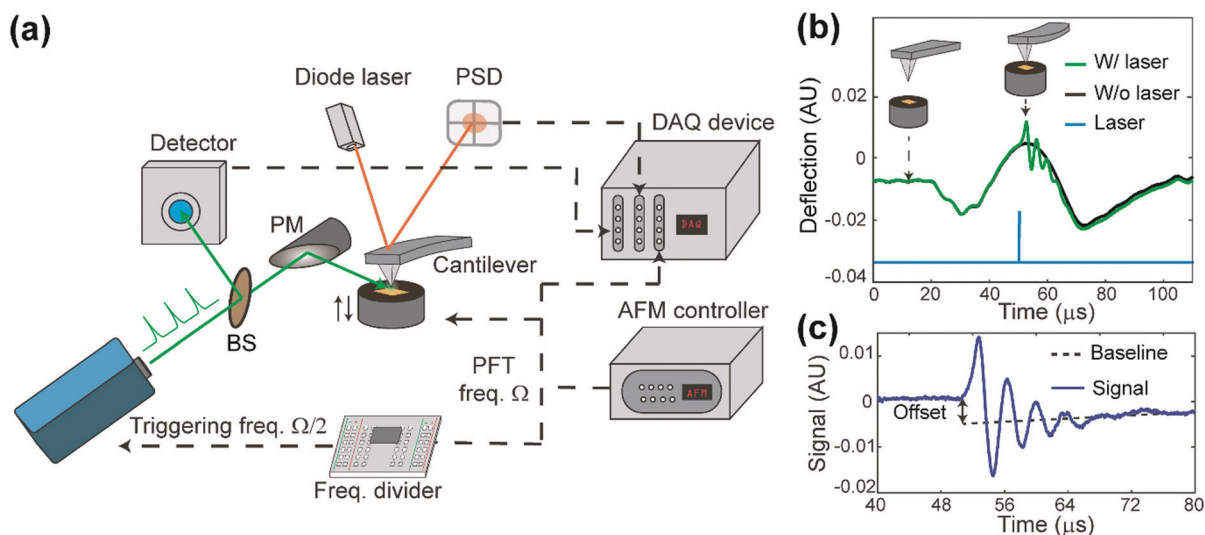 (a)
Diode laser
PSD
DAQ device
Detector
DAQ
PM
Cantilever
BS
AFM controller
PFT
freq. Ω
AFM
Triggering freq. Ω/2
Freq. divider
(b)
W/ laser
W/o laser
Laser
Deflection (AU)
0.02
0
-0.02
-0.04
0 20 40 60 80 100
Time (μs)
(c)
Baseline
Signal
Offset
Signal (AU)
0.01
0
-0.01
-0.02
40 48 56 64 72 80
Time (μs)